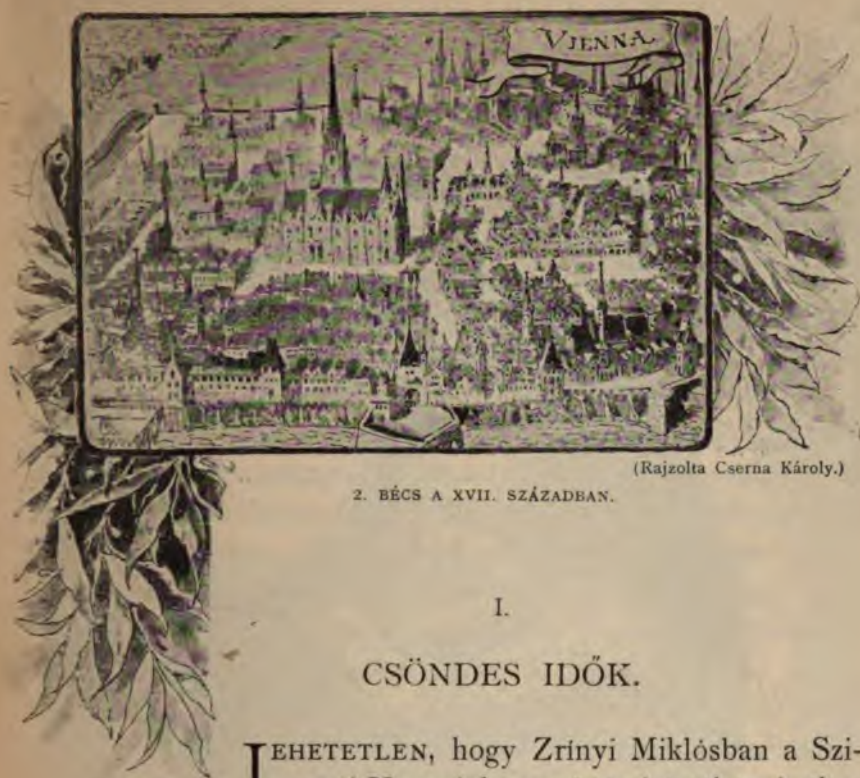 VIENNA.
(Rajzolta Cserna Károly.)
2. BÉCS A XVII. SZÁZADBAN.
I.
CSÖNDES IDŐK.
LEHETETLEN, hogy Zrínyi Miklósban a Szi-